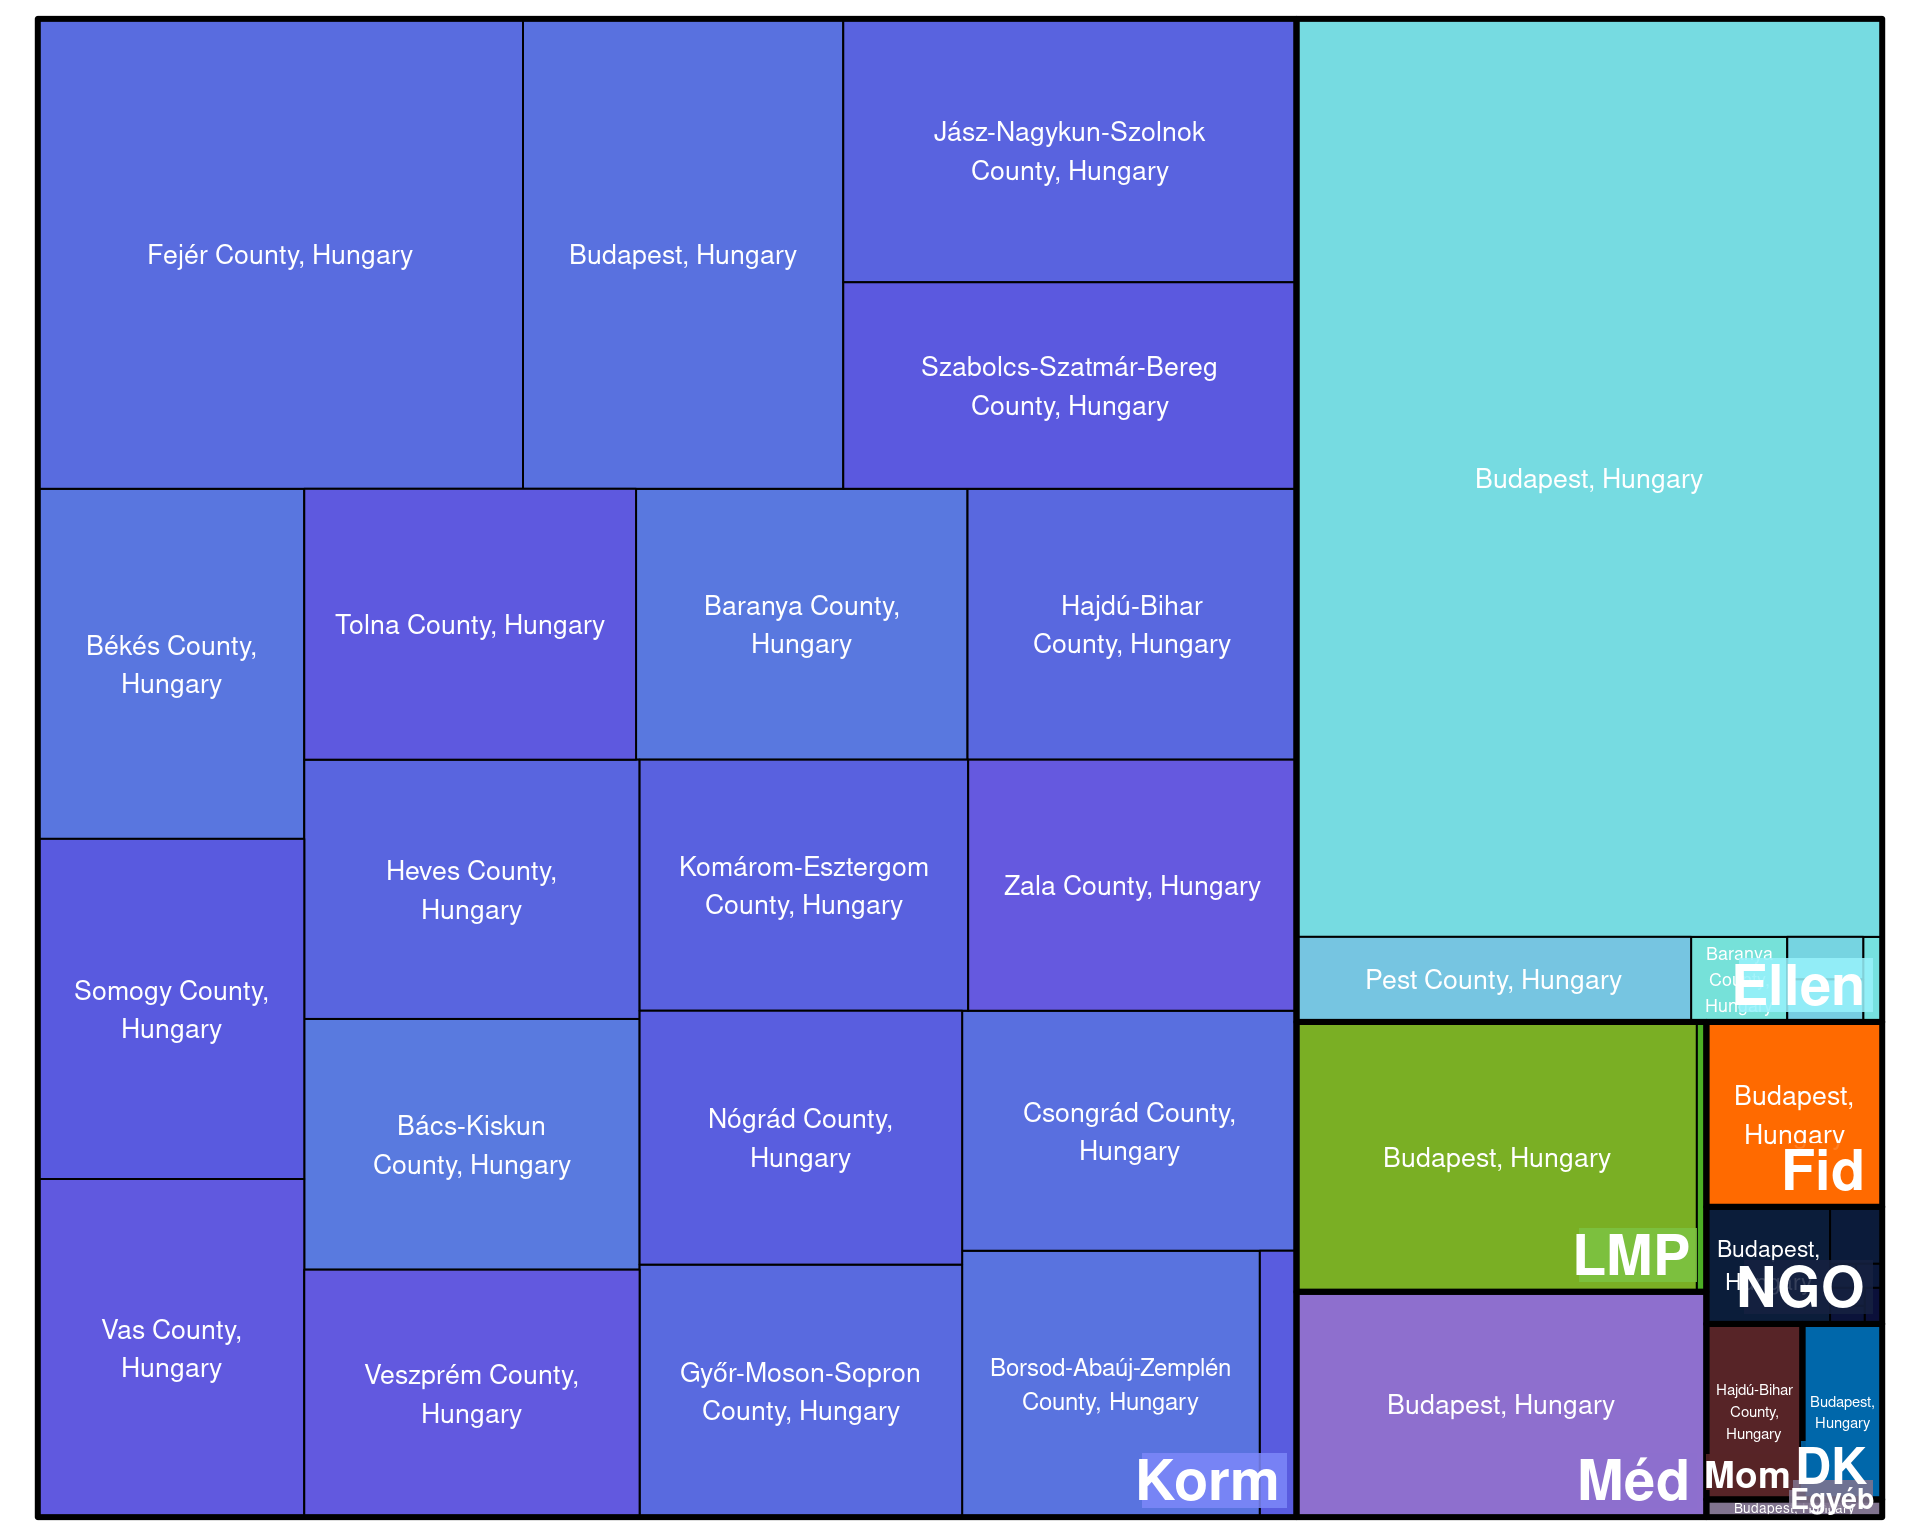 Fejér County, Hungary
Budapest, Hungary
Jász-Nagykun-Szolnok
County, Hungary
Szabolcs-Szatmár-Bereg
County, Hungary
Békés County,
Hungary
Tolna County, Hungary
Baranya County,
Hungary
Hajdú-Bihar
County, Hungary
Somogy County,
Hungary
Heves County,
Hungary
Komárom-Esztergom
County, Hungary
Zala County, Hungary
Vas County,
Hungary
Bács-Kiskun
County, Hungary
Nógrád County,
Hungary
Csongrád County,
Hungary
Veszprém County,
Hungary
Győr-Moson-Sopron
County, Hungary
Borsod-Abaúj-Zemplén
County, Hungary
Korm
Budapest, Hungary
Pest County, Hungary
Baranya
County,
Hungary
Ellen
Budapest, Hungary
LMP
Budapest, Hungary
Méd
Budapest,
Hungary
Fid
Budapest,
Hungary
NGO
Hajdú-Bihar
County,
Hungary
Mom
Budapest,
Hungary
DK
Budapest, Hungary
Egyéb